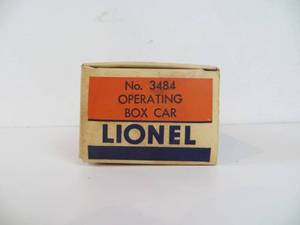 No. 3484
OPERATING
BOX CAR
LIONEL